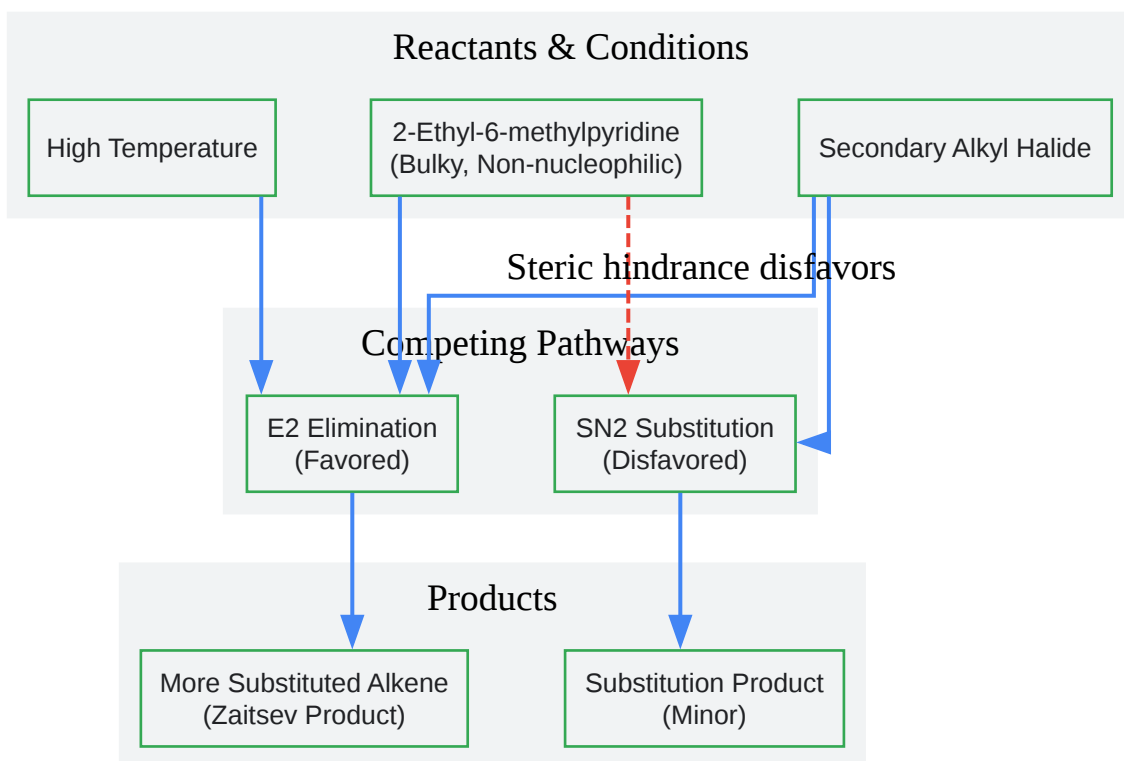 Reactants & Conditions
High Temperature
2-Ethyl-6-methylpyridine
(Bulky, Non-nucleophilic)
Secondary Alkyl Halide
Steric hindrance disfavors
Competing Pathways
E2 Elimination
(Favored)
SN2 Substitution
(Disfavored)
Products
More Substituted Alkene
(Zaitsev Product)
Substitution Product
(Minor)